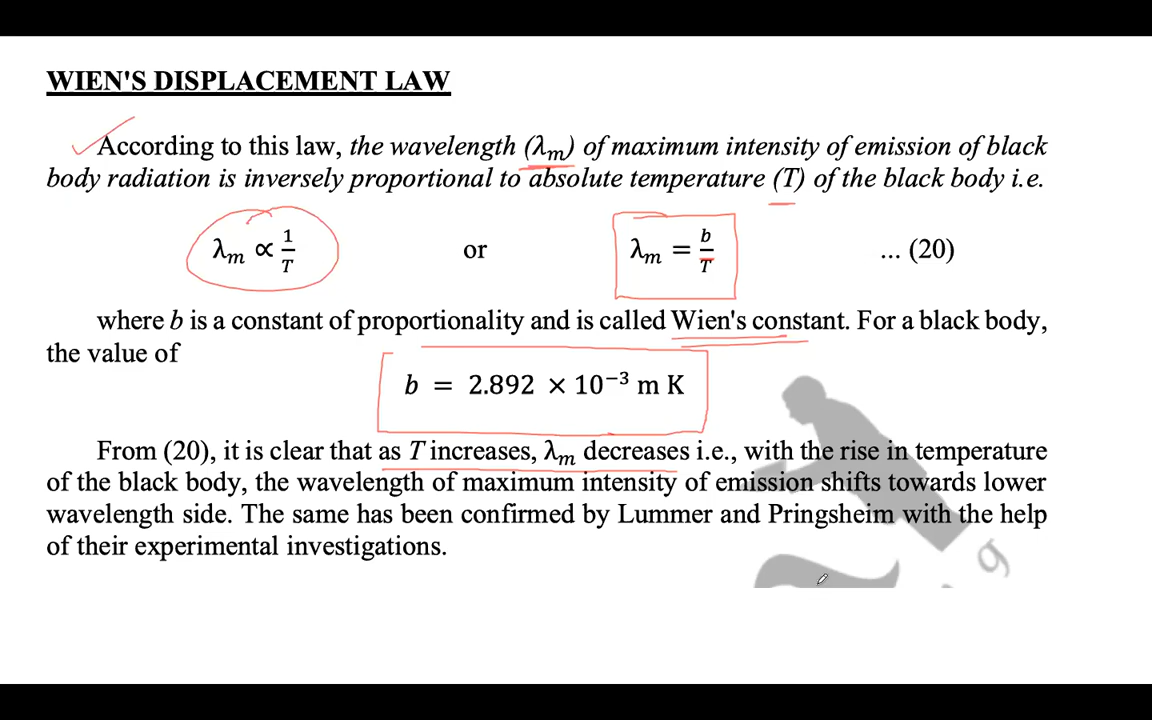 WIEN'S DISPLACEMENT LAW
According to this law, the wavelength (λₘ) of maximum intensity of emission of black
body radiation is inversely proportional to absolute temperature (T) of the black body i.e.
λₘ ∝ 1/T or λₘ = b/T ... (20)
where b is a constant of proportionality and is called Wien's constant. For a black body,
the value of
b = 2.892 × 10⁻³ m K
From (20), it is clear that as T increases, λₘ decreases i.e., with the rise in temperature
of the black body, the wavelength of maximum intensity of emission shifts towards lower
wavelength side. The same has been confirmed by Lummer and Pringsheim with the help
of their experimental investigations.